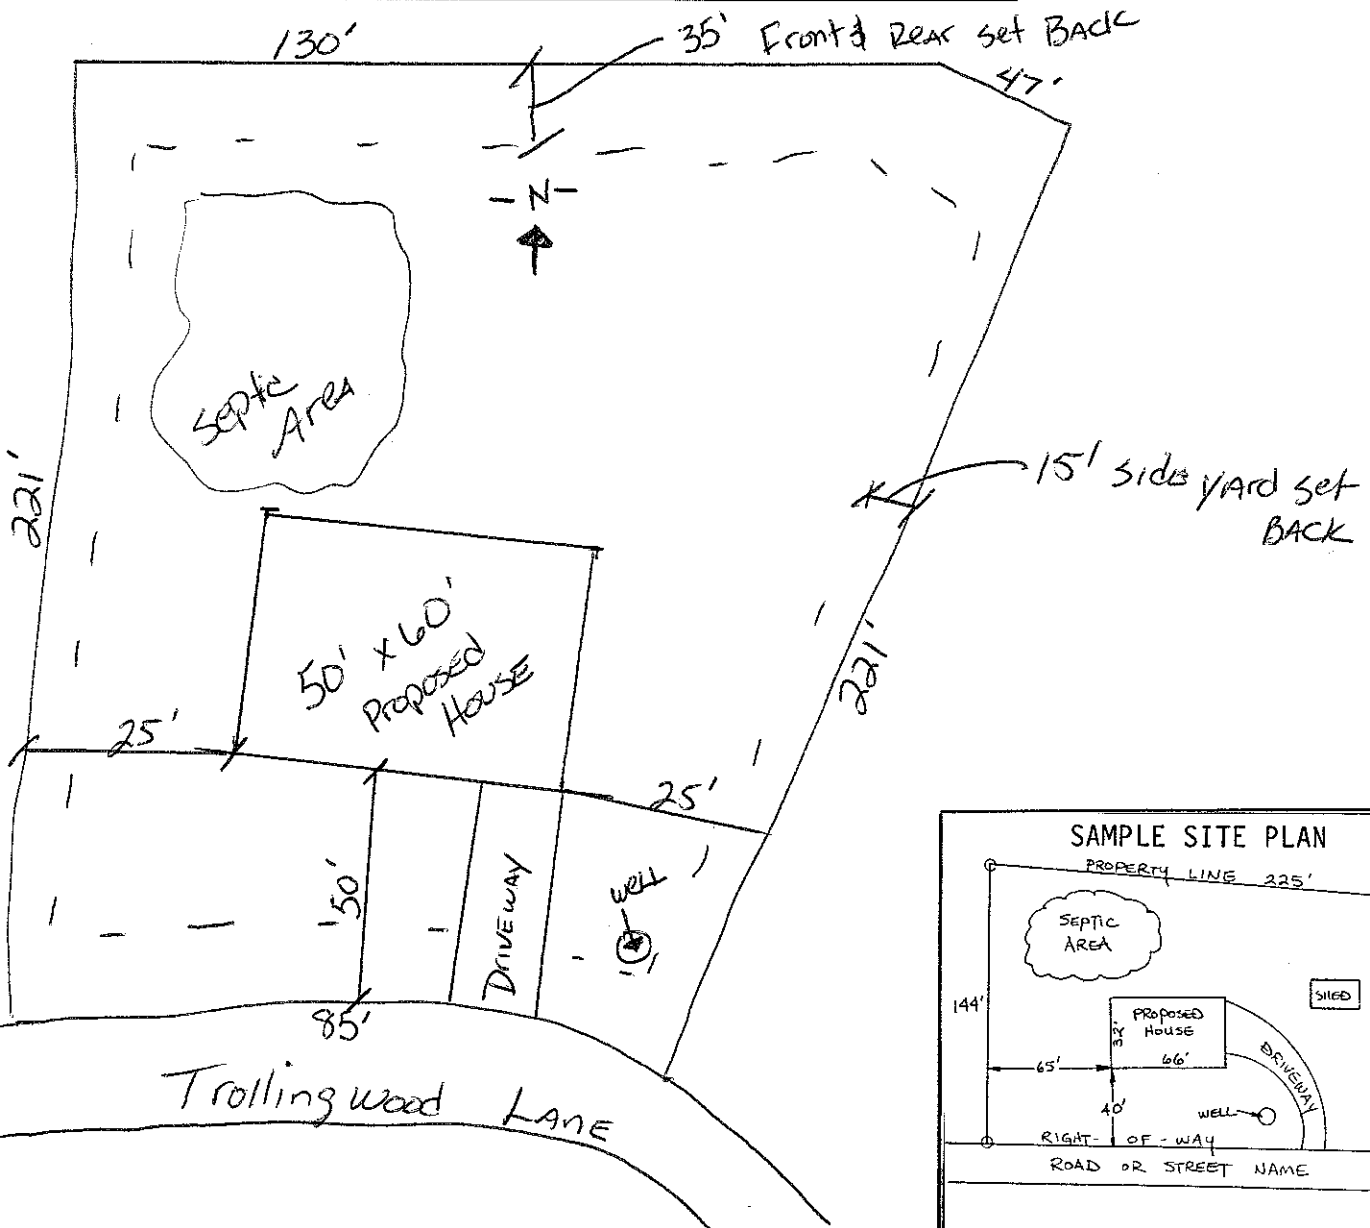 130'
35' Front & Rear set BACK
47'
- N -
Septic
Area
221'
15' side yard set
BACK
50' x 60'
Proposed
House
221'
25'
25'
50'
DRIVEWAY
well
85'
Trollingwood LANE
SAMPLE SITE PLAN
PROPERTY LINE 225'
SEPTIC
AREA
SHED
144'
PROPOSED
HOUSE
32'
66'
65'
DRIVEWAY
40'
WELL
RIGHT-OF-WAY
ROAD OR STREET NAME